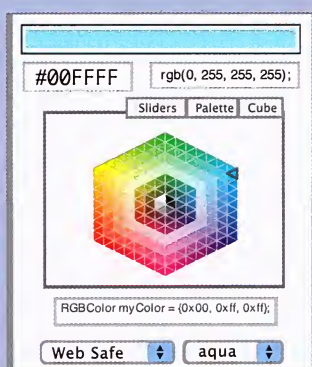 #00FFFF
rgb(0, 255, 255, 255);
Sliders Palette Cube
RGBColor myColor = {0x00, 0xff, 0xff};
Web Safe aqua